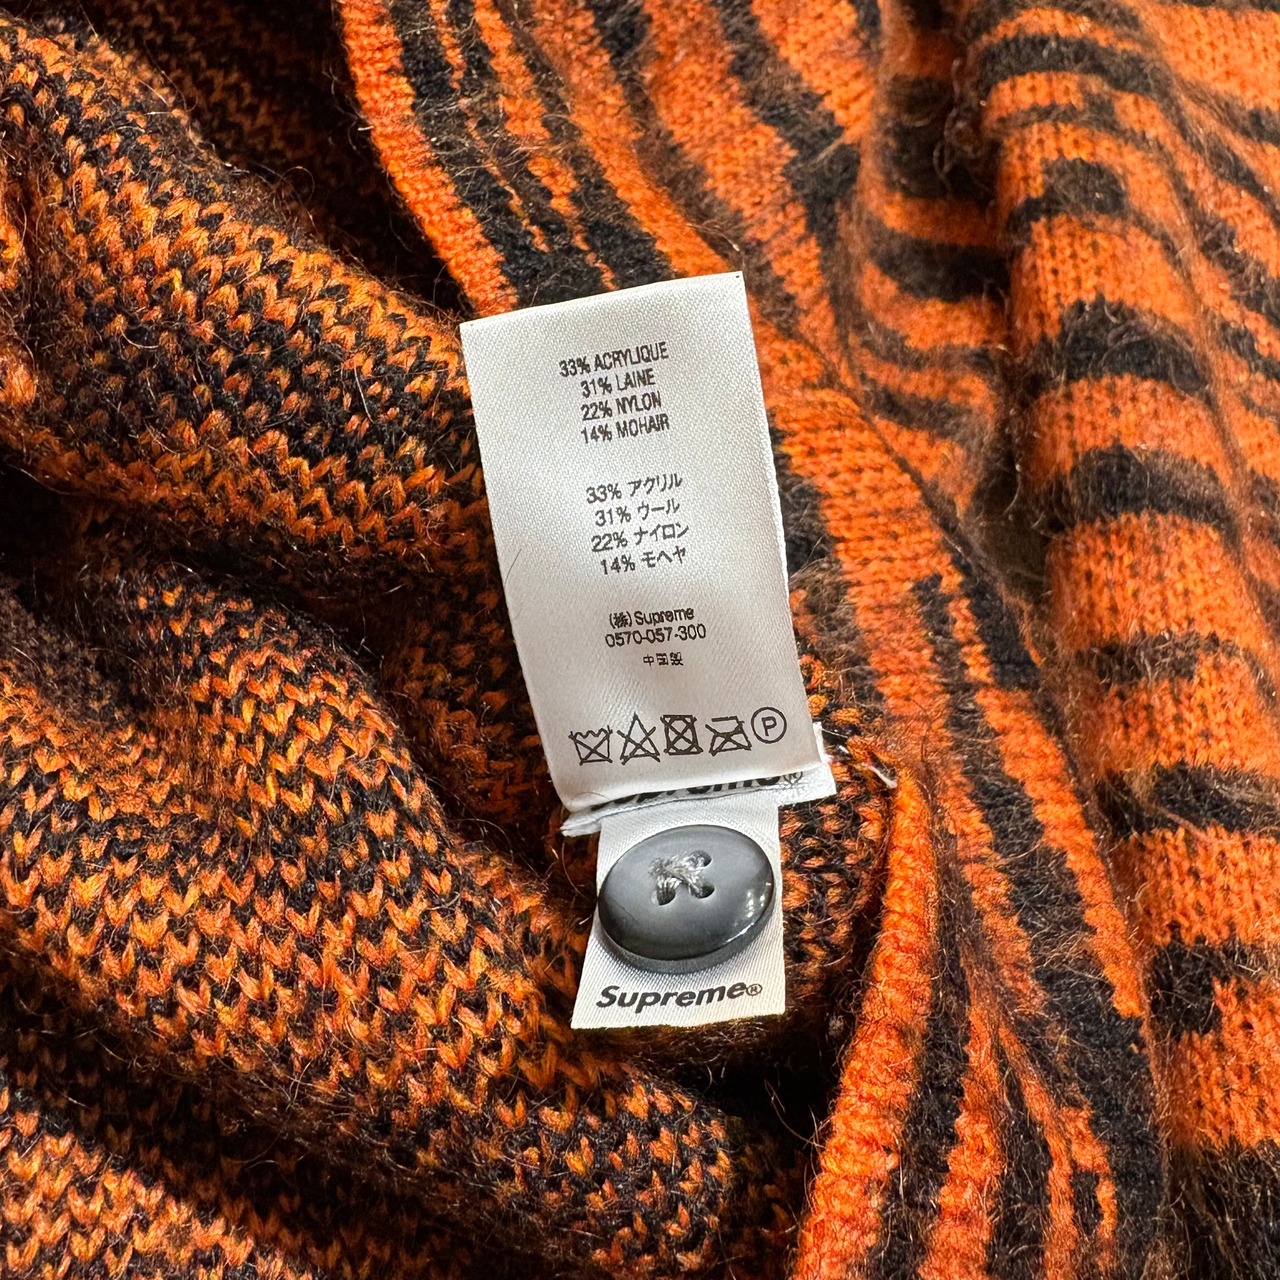 33% ACRYLIQUE
31% LAINE
22% NYLON
14% MOHAIR
33% アクリル
31% ウール
22% ナイロン
14% モヘヤ
(株)Supreme
0570-057-300
中国製
P
Supreme®